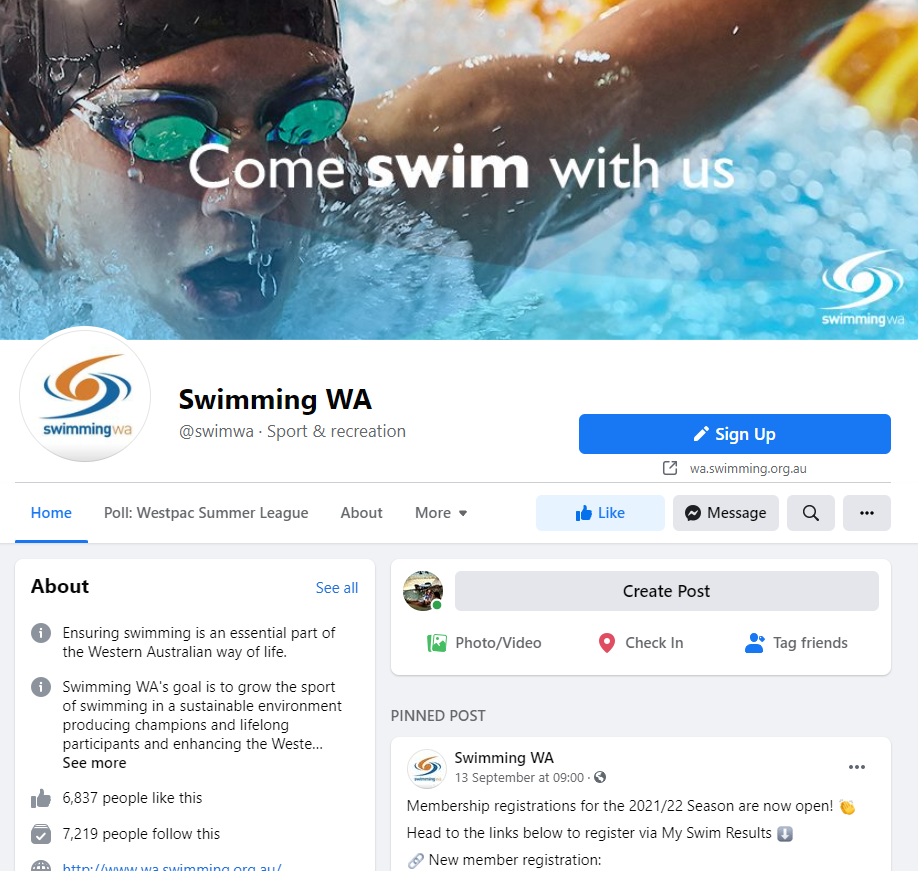 Come swim with us
swimmingwa
swimmingwa
Swimming WA
@swimwa · Sport & recreation
Sign Up
wa.swimming.org.au
Home
Poll: Westpac Summer League
About
More
Like
Message
About
See all
Ensuring swimming is an essential part of
the Western Australian way of life.
Swimming WA's goal is to grow the sport
of swimming in a sustainable environment
producing champions and lifelong
participants and enhancing the Weste...
See more
6,837 people like this
7,219 people follow this
http://www.wa.swimming.org.au/
Create Post
Photo/Video
Check In
Tag friends
PINNED POST
swimmingwa
Swimming WA
13 September at 09:00 ·
Membership registrations for the 2021/22 Season are now open! 👏
Head to the links below to register via My Swim Results ⬇️
🔗 New member registration: